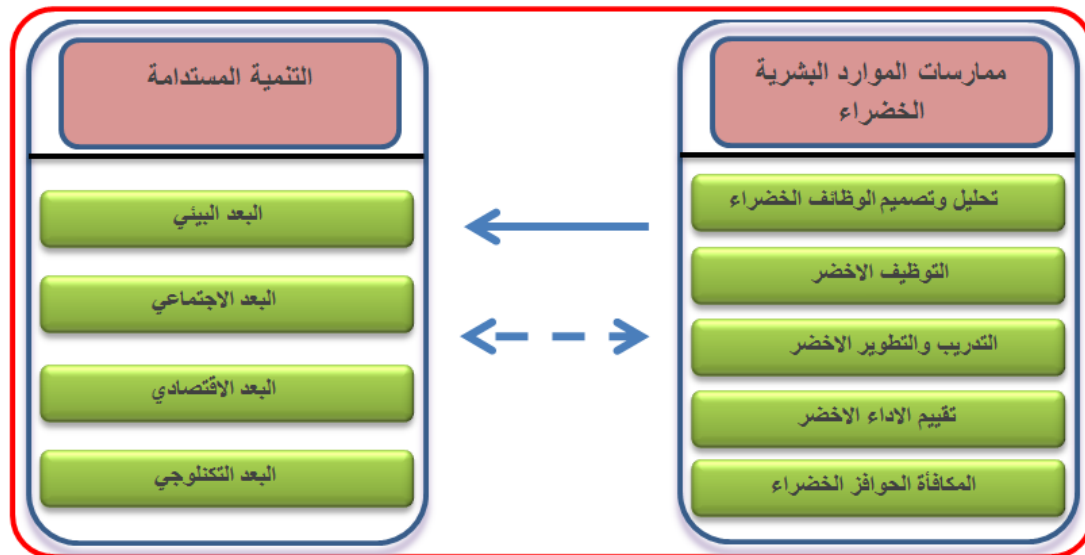 ممارسات الموارد البشرية
الخضراء
تحليل وتصميم الوظائف الخضراء
التوظيف الاخضر
التدريب والتطوير الاخضر
تقييم الاداء الاخضر
المكافأة الحوافز الخضراء
التنمية المستدامة
البعد البيئي
البعد الاجتماعي
البعد الاقتصادي
البعد التكنلوجي